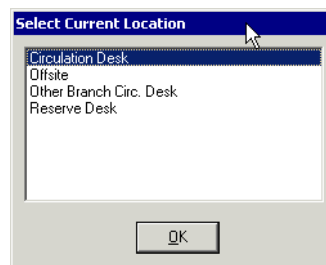 Select Current Location
Circulation Desk
Offsite
Other Branch Circ. Desk
Reserve Desk
OK